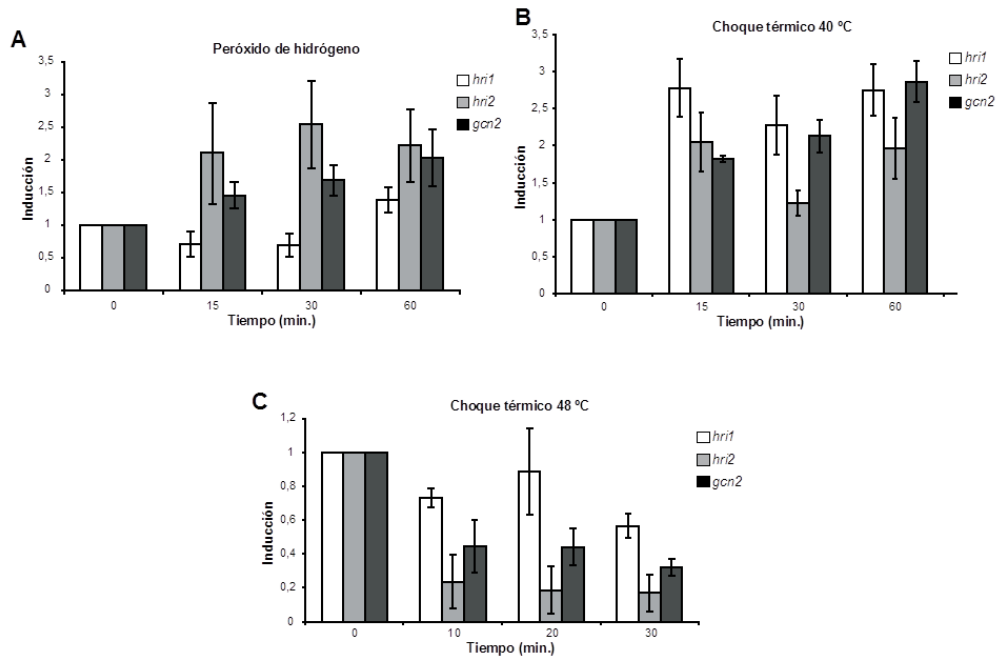 A
Peróxido de hidrógeno
3,5
3
2,5
2
1,5
1
0,5
0
Inducción
0 15 30 60
Tiempo (min.)
hri1
hri2
gcn2
B
Choque térmico 40 ºC
3,5
3
2,5
2
1,5
1
0,5
0
Inducción
0 15 30 60
Tiempo (min.)
hri1
hri2
gcn2
C
Choque térmico 48 ºC
1,2
1
0,8
0,6
0,4
0,2
0
Inducción
0 10 20 30
Tiempo (min.)
hri1
hri2
gcn2